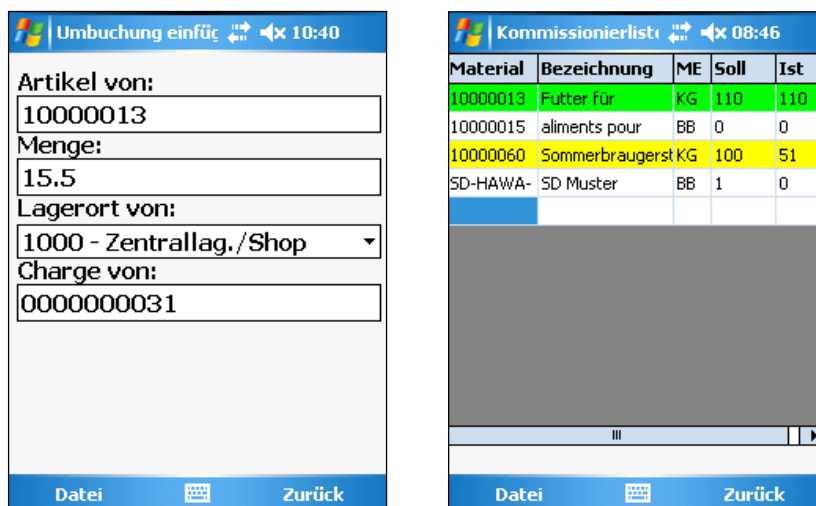 Umbuchung einfüg 10:40
Artikel von:
10000013
Menge:
15.5
Lagerort von:
1000 - Zentrallag./Shop
Charge von:
0000000031
Datei Zurück
Kommissionierliste 08:46
Material Bezeichnung ME Soll Ist
10000013 Futter für KG 110 110
10000015 aliments pour BB 0 0
10000060 Sommerbraugerst KG 100 51
SD-HAWA- SD Muster BB 1 0
Datei Zurück